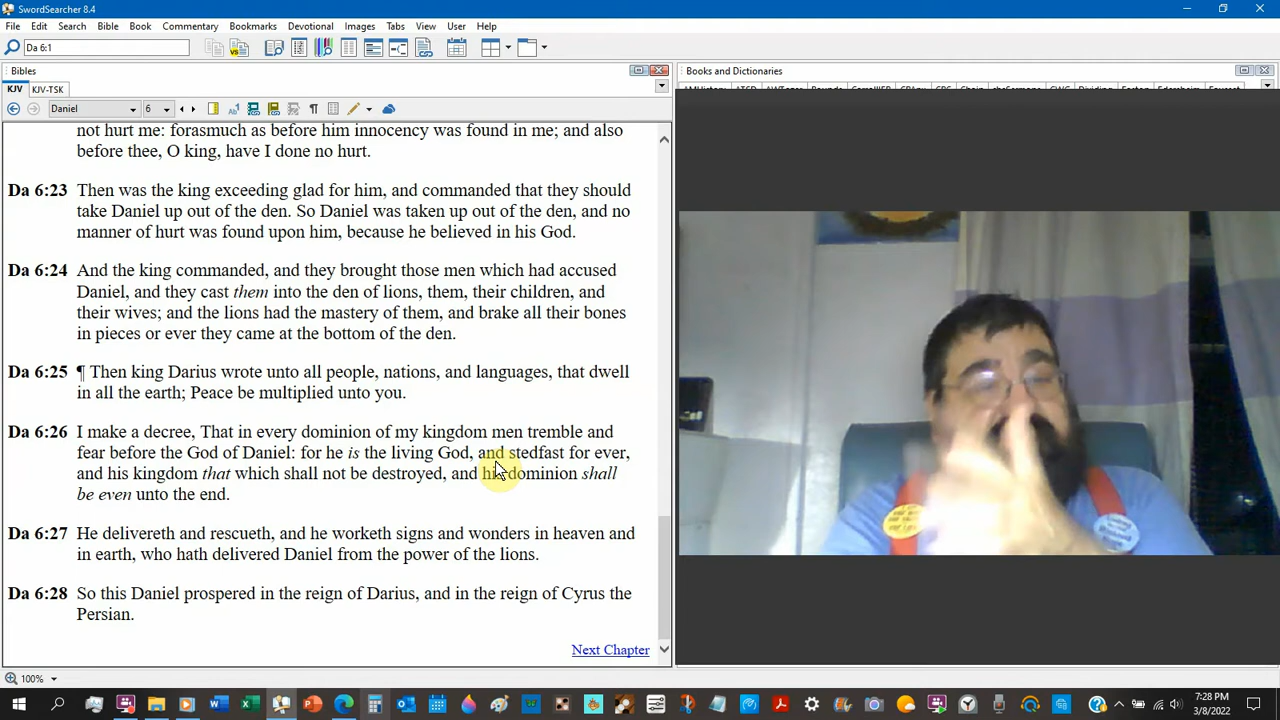 SwordSearcher 8.4
File Edit Search Bible Book Commentary Bookmarks Devotional Images Tabs View User Help
Da 6:1
Bibles
KJV KJV-TSK
Daniel 6
not hurt me: forasmuch as before him innocency was found in me; and also
before thee, O king, have I done no hurt.
Da 6:23 Then was the king exceeding glad for him, and commanded that they should
take Daniel up out of the den. So Daniel was taken up out of the den, and no
manner of hurt was found upon him, because he believed in his God.
Da 6:24 And the king commanded, and they brought those men which had accused
Daniel, and they cast them into the den of lions, them, their children, and
their wives; and the lions had the mastery of them, and brake all their bones
in pieces or ever they came at the bottom of the den.
Da 6:25 ¶ Then king Darius wrote unto all people, nations, and languages, that dwell
in all the earth; Peace be multiplied unto you.
Da 6:26 I make a decree, That in every dominion of my kingdom men tremble and
fear before the God of Daniel: for he is the living God, and stedfast for ever,
and his kingdom that which shall not be destroyed, and his dominion shall
be even unto the end.
Da 6:27 He delivereth and rescueth, and he worketh signs and wonders in heaven and
in earth, who hath delivered Daniel from the power of the lions.
Da 6:28 So this Daniel prospered in the reign of Darius, and in the reign of Cyrus the
Persian.
Next Chapter
100%
Books and Dictionaries
7:28 PM
3/8/2022